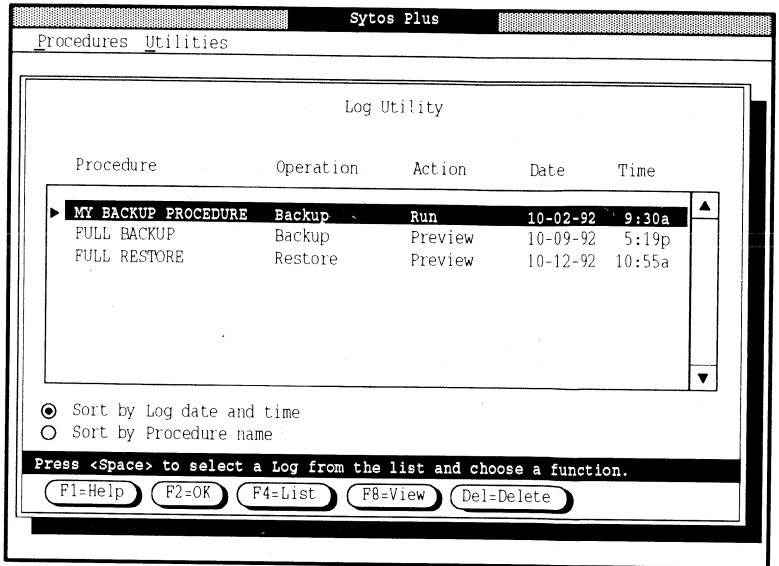 Sytos Plus
Procedures Utilities
Log Utility
Procedure Operation Action Date Time
MY BACKUP PROCEDURE Backup Run 10-02-92 9:30a
FULL BACKUP Backup Preview 10-09-92 5:19p
FULL RESTORE Restore Preview 10-12-92 10:55a
Sort by Log date and time
Sort by Procedure name
Press <Space> to select a Log from the list and choose a function.
F1=Help F2=OK F4=List F8=View Del=Delete